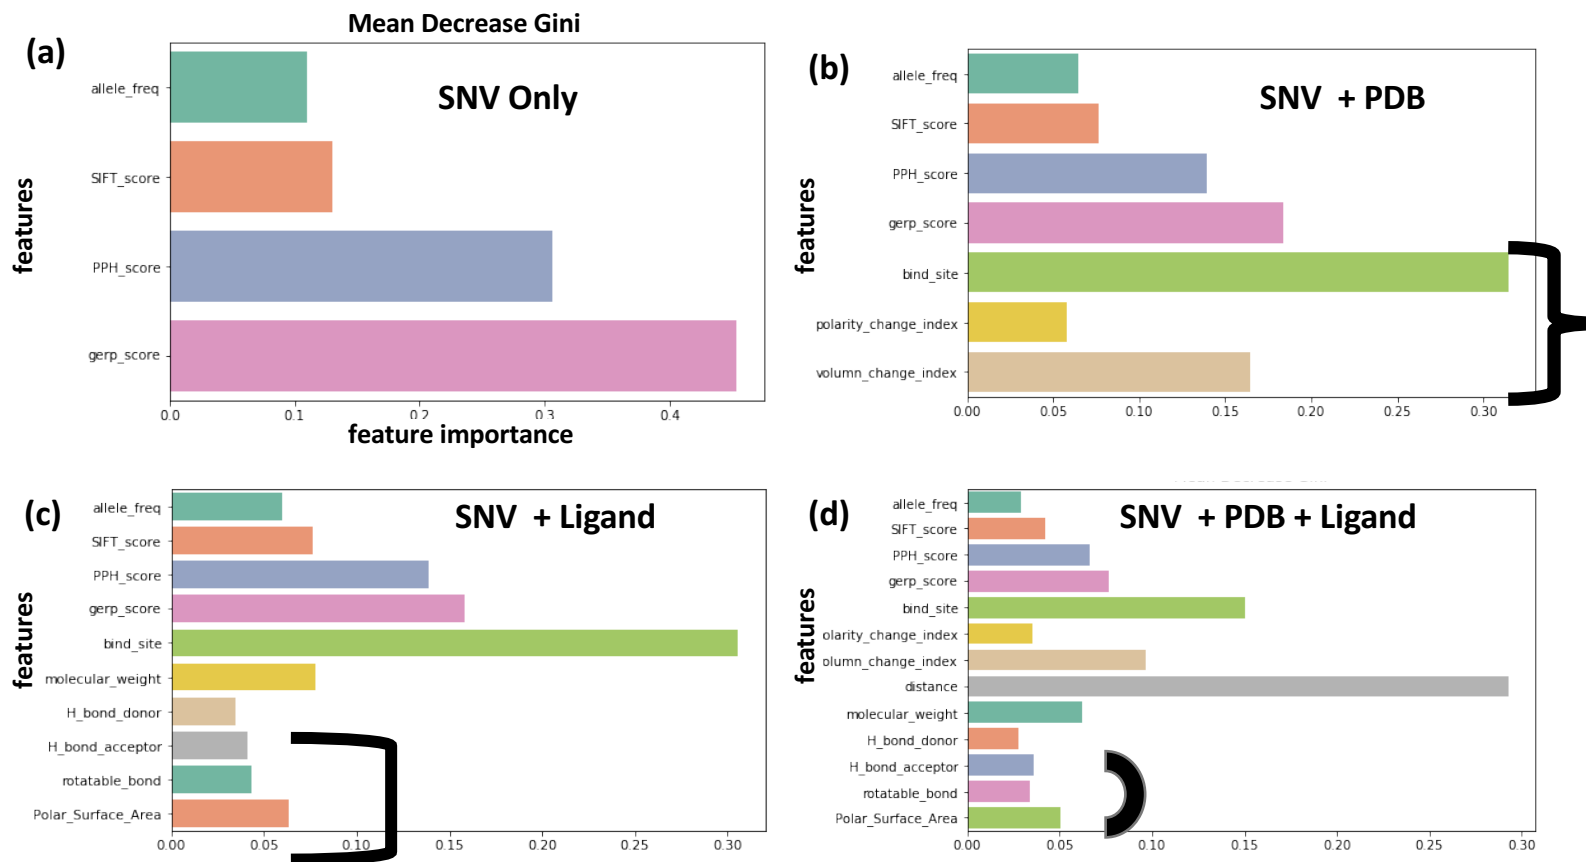 Mean Decrease Gini
(a)
SNV Only
allele_freq
SIFT_score
PPH_score
gerp_score
features
0.0 0.1 0.2 0.3 0.4
feature importance
(b)
SNV + PDB
allele_freq
SIFT_score
PPH_score
gerp_score
bind_site
polarity_change_index
volumn_change_index
features
0.00 0.05 0.10 0.15 0.20 0.25 0.30
(c)
SNV + Ligand
allele_freq
SIFT_score
PPH_score
gerp_score
bind_site
molecular_weight
H_bond_donor
H_bond_acceptor
rotatable_bond
Polar_Surface_Area
features
0.00 0.05 0.10 0.15 0.20 0.25 0.30
(d)
SNV + PDB + Ligand
allele_freq
SIFT_score
PPH_score
gerp_score
bind_site
olarity_change_index
olumn_change_index
distance
molecular_weight
H_bond_donor
H_bond_acceptor
rotatable_bond
Polar_Surface_Area
features
0.00 0.05 0.10 0.15 0.20 0.25 0.30